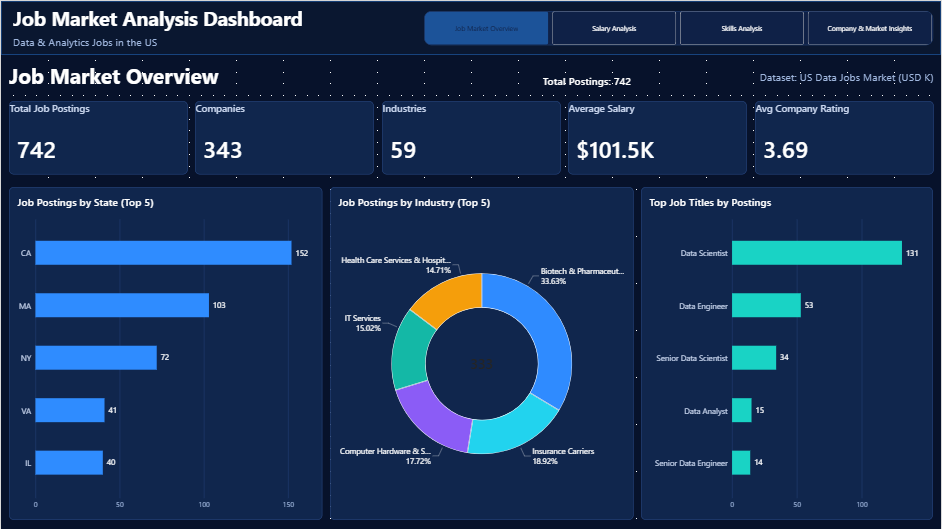 Job Market Analysis Dashboard
Data & Analytics Jobs in the US
Job Market Overview
Salary Analysis
Skills Analysis
Company & Market Insights
Job Market Overview
Total Postings: 742
Dataset: US Data Jobs Market (USD K)
Total Job Postings
742
Companies
343
Industries
59
Average Salary
$101.5K
Avg Company Rating
3.69
Job Postings by State (Top 5)
CA
152
MA
103
NY
72
VA
41
IL
40
0
50
100
150
Job Postings by Industry (Top 5)
Health Care Services & Hospit...
14.71%
Biotech & Pharmaceut...
33.63%
IT Services
15.02%
Computer Hardware & S...
17.72%
Insurance Carriers
18.92%
Top Job Titles by Postings
Data Scientist
131
Data Engineer
53
Senior Data Scientist
34
Data Analyst
15
Senior Data Engineer
14
0
50
100